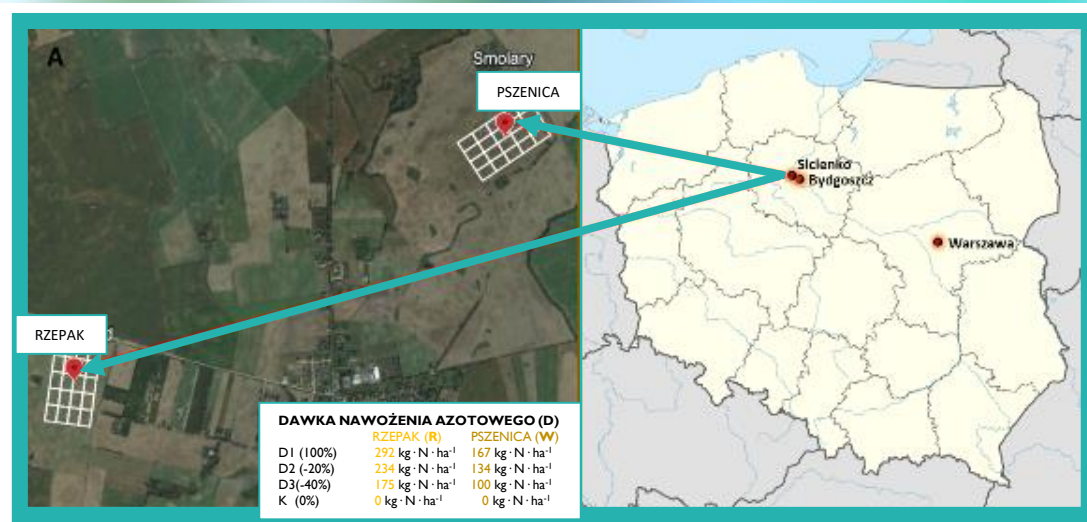 A
Smolary
PSZENICA
RZEPAK
Sicienko
Bydgoszcz
Warszawa
DAWKA NAWOŻENIA AZOTOWEGO (D)
RZEPAK (R) PSZENICA (W)
D1 (100%) 292 kg · N · ha⁻¹ 167 kg · N · ha⁻¹
D2 (-20%) 234 kg · N · ha⁻¹ 134 kg · N · ha⁻¹
D3(-40%) 175 kg · N · ha⁻¹ 100 kg · N · ha⁻¹
K (0%) 0 kg · N · ha⁻¹ 0 kg · N · ha⁻¹